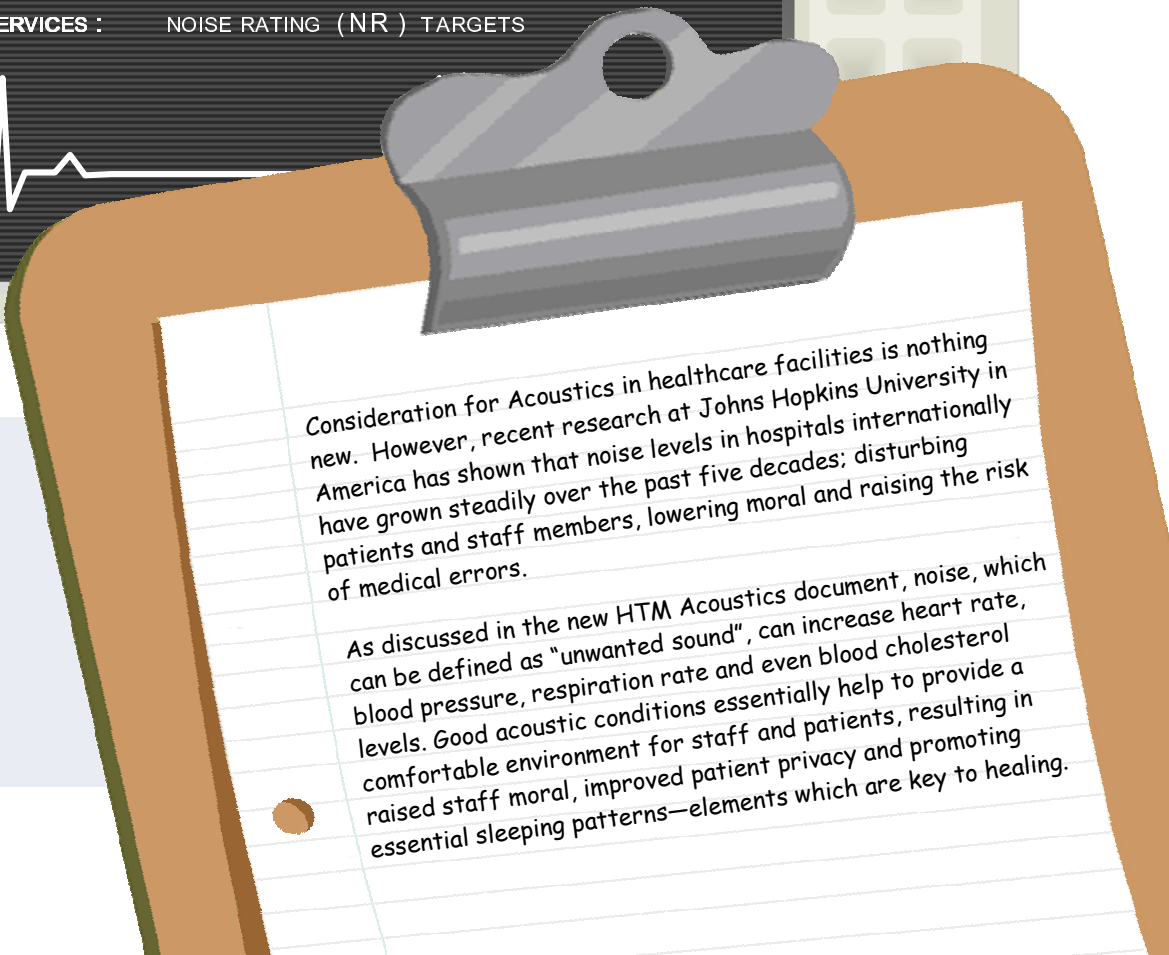 ERVICES : NOISE RATING (NR ) TARGETS
Consideration for Acoustics in healthcare facilities is nothing
new. However, recent research at Johns Hopkins University in
America has shown that noise levels in hospitals internationally
have grown steadily over the past five decades; disturbing
patients and staff members, lowering moral and raising the risk
of medical errors.
As discussed in the new HTM Acoustics document, noise, which
can be defined as “unwanted sound”, can increase heart rate,
blood pressure, respiration rate and even blood cholesterol
levels. Good acoustic conditions essentially help to provide a
comfortable environment for staff and patients, resulting in
raised staff moral, improved patient privacy and promoting
essential sleeping patterns—elements which are key to healing.